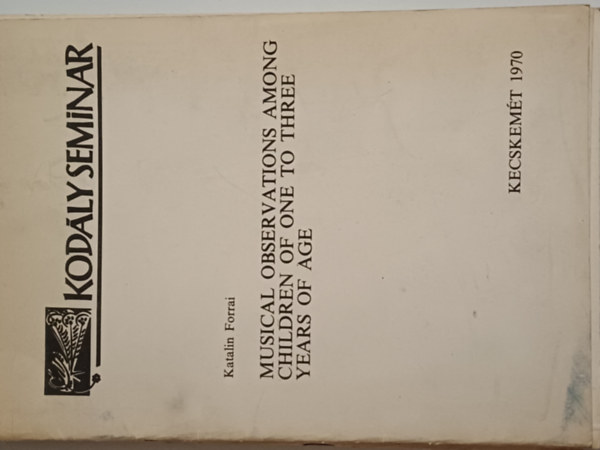 KODÁLY SEMiNAR
Katalin Forrai
MUSICAL OBSERVATIONS AMONG
CHILDREN OF ONE TO THREE
YEARS OF AGE
KECSKEMÉT 1970